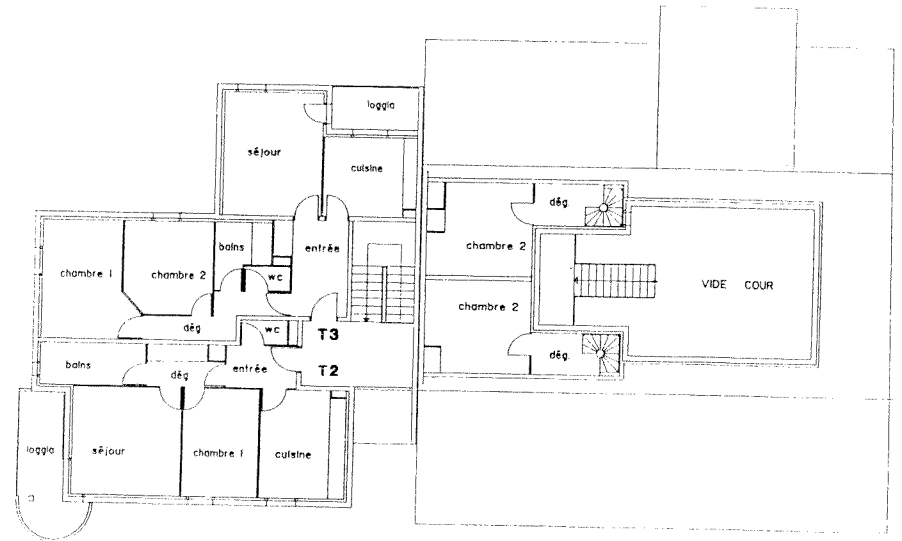 loggia
séjour
cuisine
dég.
bains
entrée
chambre 2
chambre 1
chambre 2
wc
VIDE COUR
chambre 2
dég
wc
T3
dég.
bains
dég
entrée
T2
loggia
séjour
chambre 1
cuisine